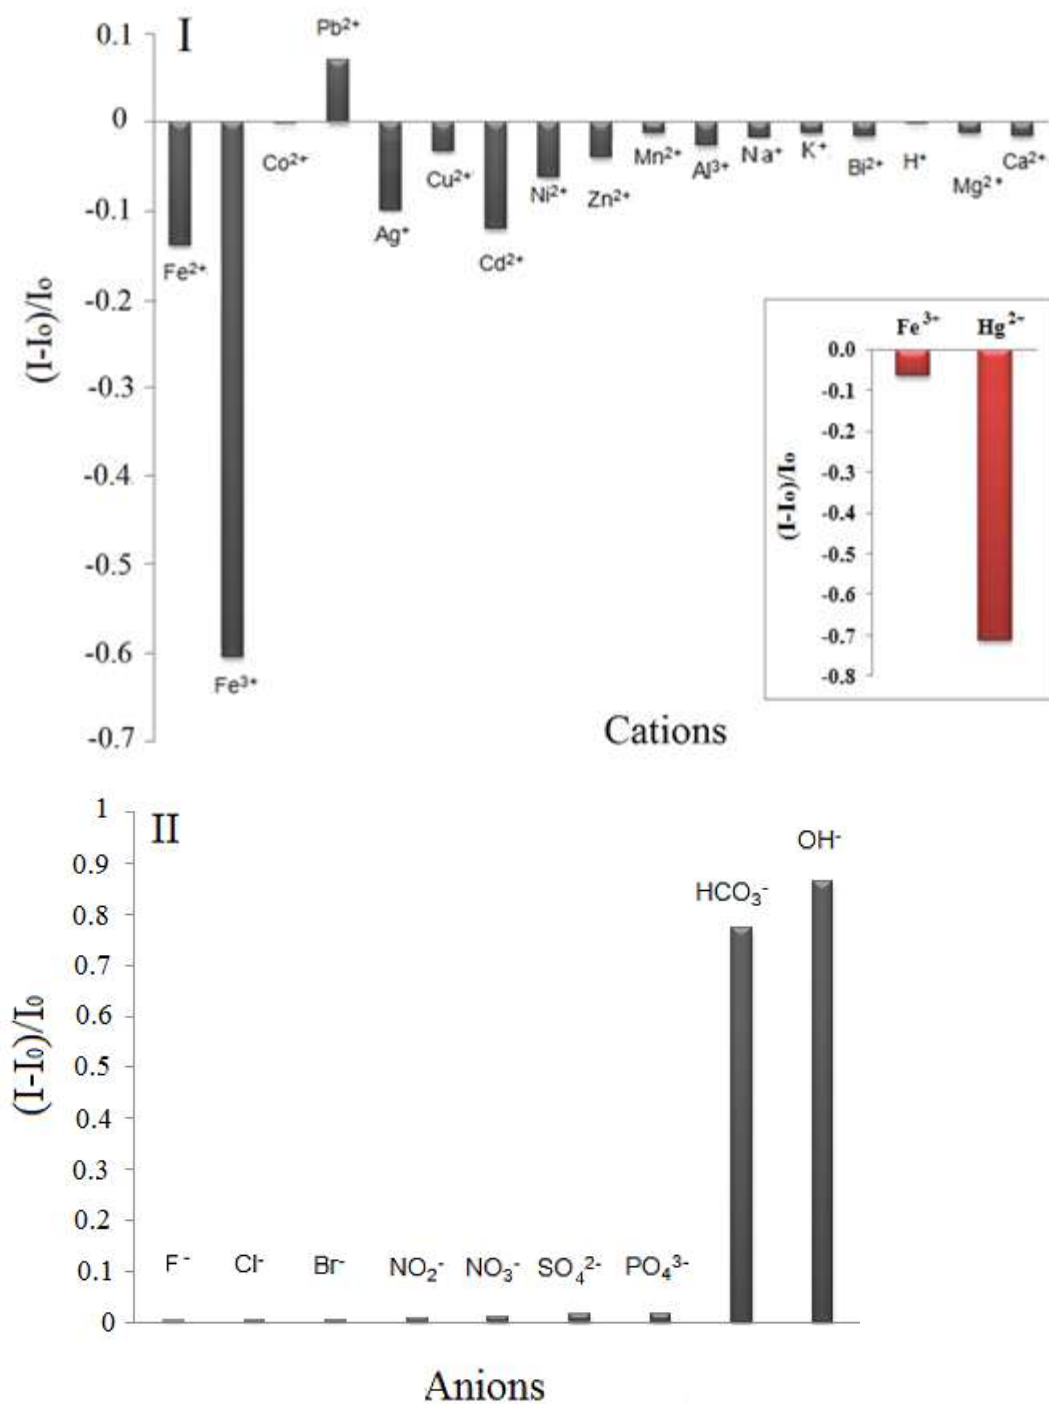 I
0.1
0
-0.1
-0.2
-0.3
-0.4
-0.5
-0.6
-0.7
(I-I₀)/I₀
Fe²⁺
Fe³⁺
Co²⁺
Pb²⁺
Ag⁺
Cu²⁺
Cd²⁺
Ni²⁺
Zn²⁺
Mn²⁺
Al³⁺
Na⁺
K⁺
Bi²⁺
H⁺
Mg²⁺
Ca²⁺
Cations
Fe³⁺ Hg²⁺
0.0
-0.1
-0.2
-0.3
-0.4
-0.5
-0.6
-0.7
-0.8
(I-I₀)/I₀
II
1
0.9
0.8
0.7
0.6
0.5
0.4
0.3
0.2
0.1
0
(I-I₀)/I₀
F⁻ Cl⁻ Br⁻ NO₂⁻ NO₃⁻ SO₄²⁻ PO₄³⁻
HCO₃⁻
OH⁻
Anions